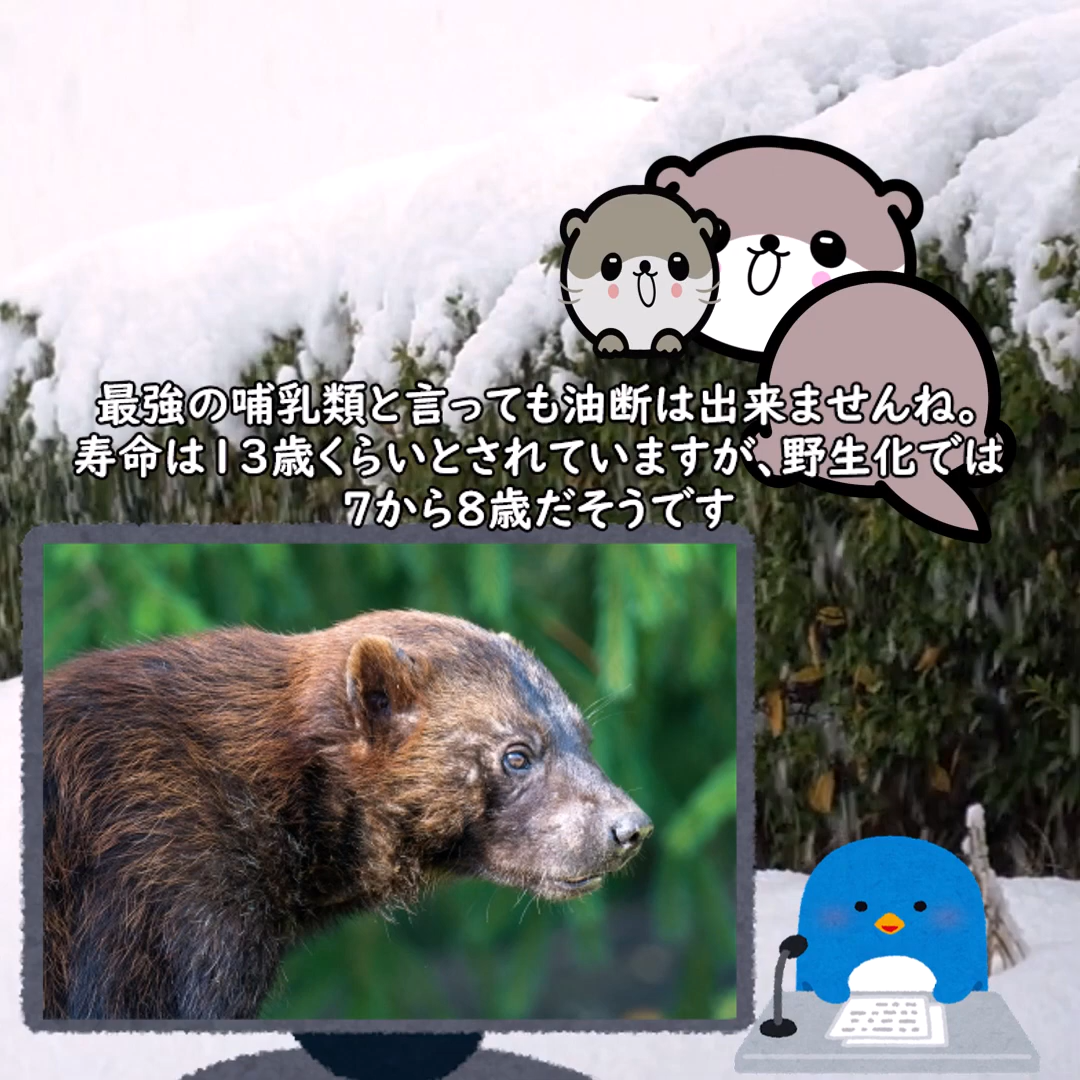 最強の哺乳類と言っても油断は出来ませんね。
寿命は13歳くらいとされていますが、野生化では
7から8歳だそうです